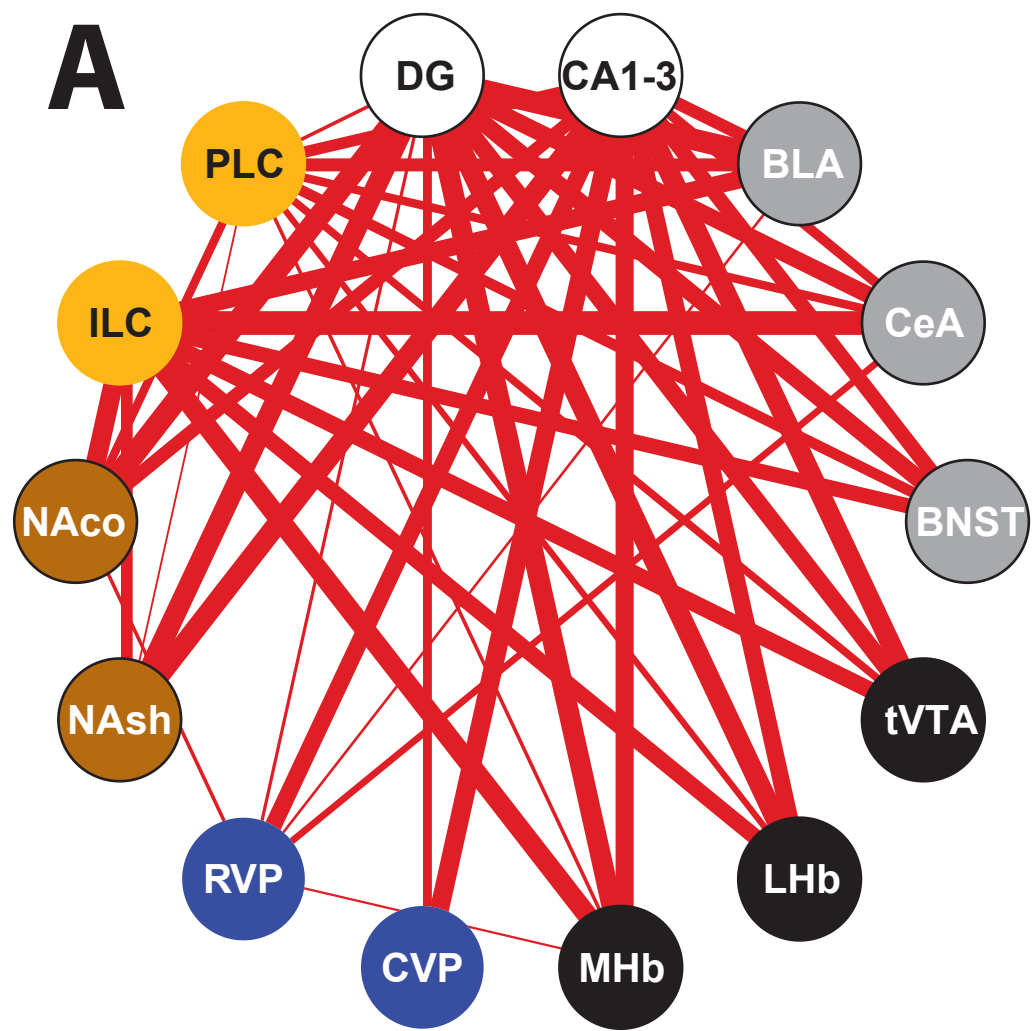 A
DG
CA1-3
PLC
BLA
ILC
CeA
NAco
BNST
NAsh
tVTA
RVP
LHb
CVP
MHb